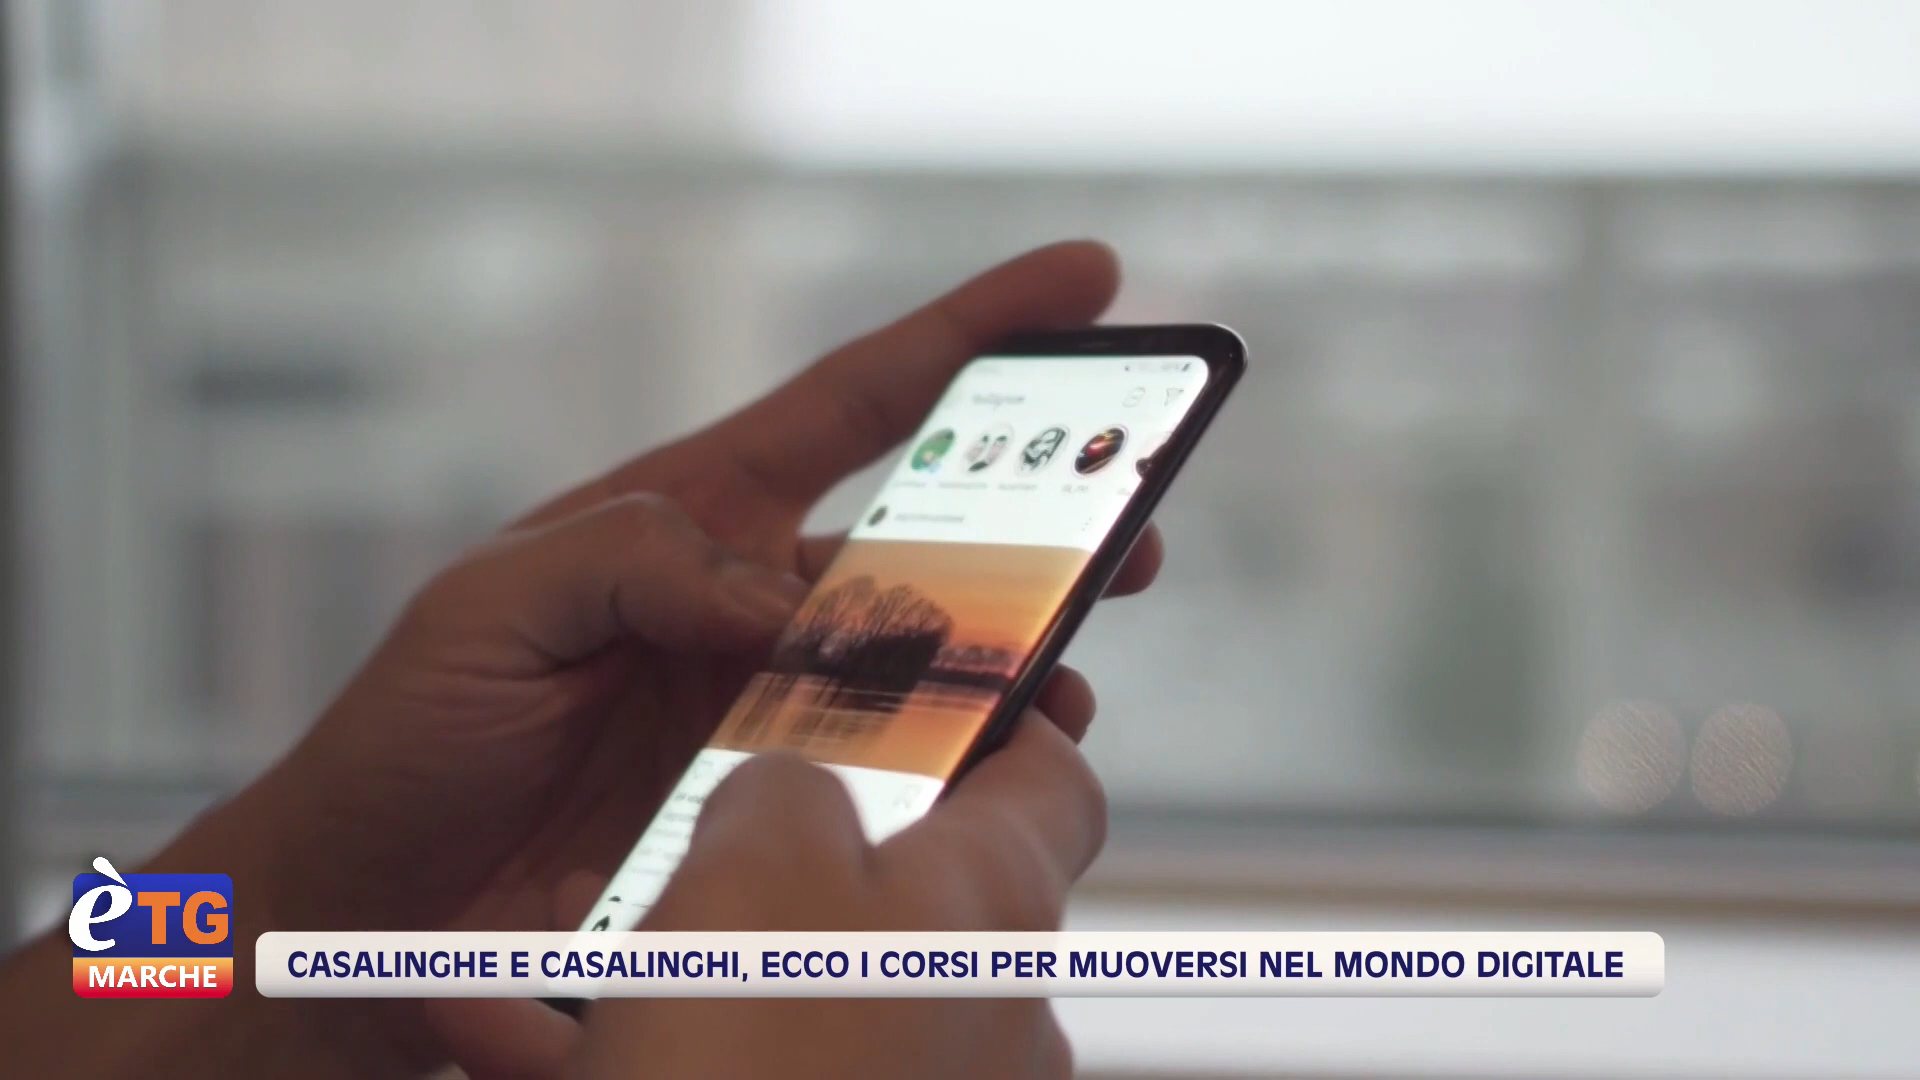 èTG
MARCHE
CASALINGHE E CASALINGHI, ECCO I CORSI PER MUOVERSI NEL MONDO DIGITALE